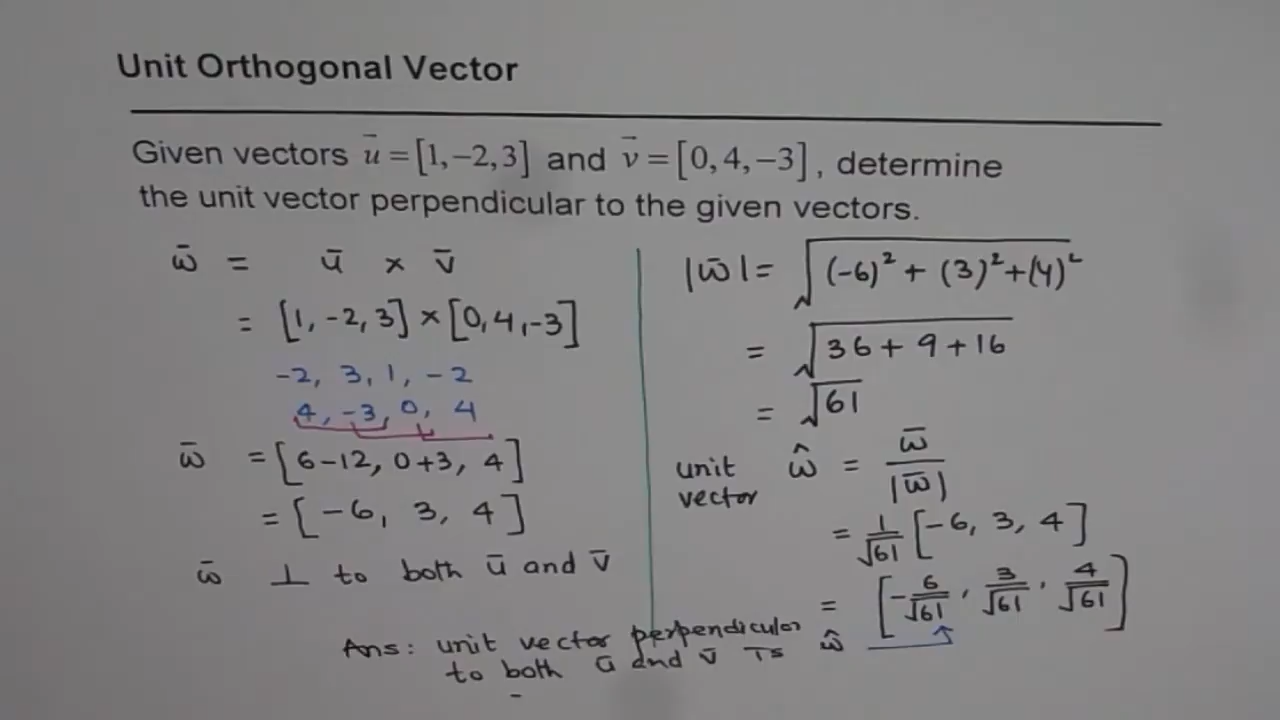 Unit Orthogonal Vector
Given vectors u⃗ = [1, −2, 3] and v⃗ = [0, 4, −3], determine
the unit vector perpendicular to the given vectors.
w̄ = ū × v̄
= [1, -2, 3] × [0, 4, -3]
-2, 3, 1, -2
4, -3, 0, 4
w̄ = [6-12, 0+3, 4]
= [-6, 3, 4]
w̄ ⊥ to both ū and v̄
|w̄| = √((-6)² + (3)² + (4)²)
= √(36 + 9 + 16)
= √61
unit vector ŵ = w̄/|w̄|
= 1/√61 [-6, 3, 4]
= [-6/√61, 3/√61, 4/√61]
Ans: unit vector perpendicular
to both ū and v̄ is ŵ